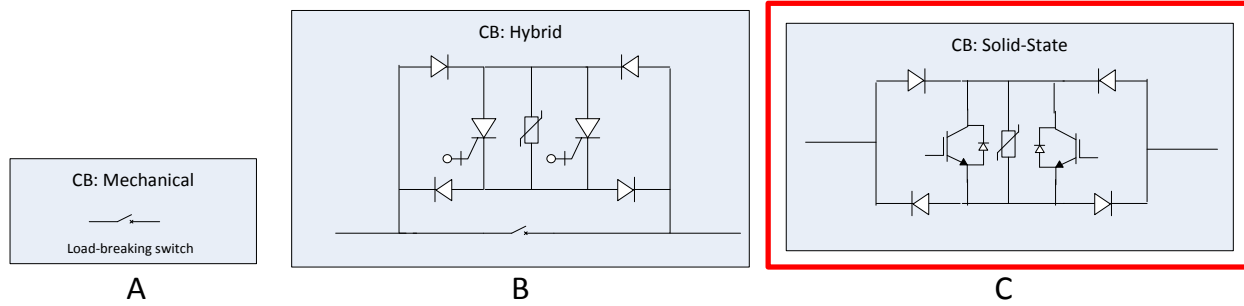 CB: Mechanical
Load-breaking switch
A
CB: Hybrid
B
CB: Solid-State
C